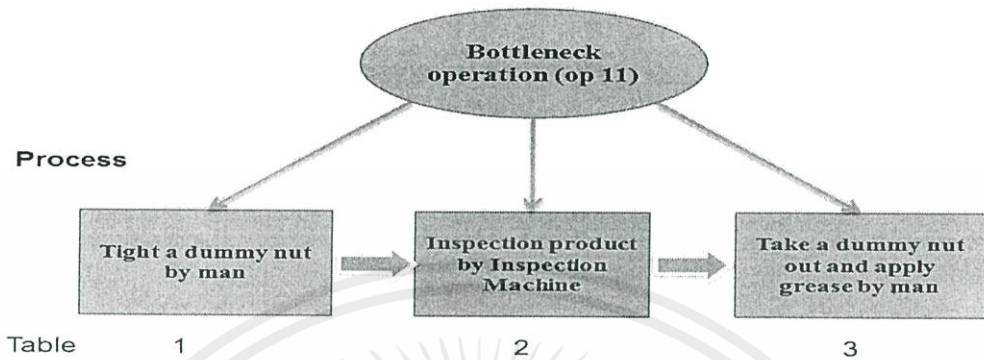 Bottleneck
operation (op 11)
Process
Tight a dummy nut
by man
Inspection product
by Inspection
Machine
Take a dummy nut
out and apply
grease by man
Table 1 2 3